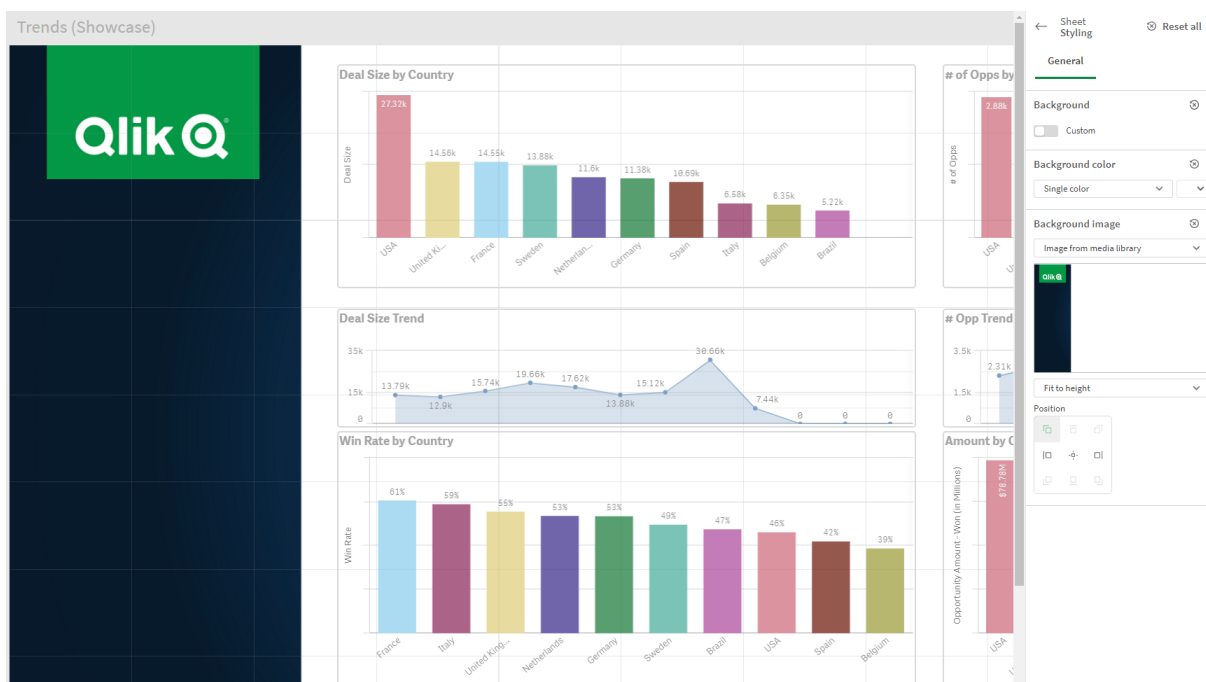 Trends (Showcase)
Qlik Q
Deal Size by Country
Deal Size
27.32k
14.56k
14.55k
13.88k
11.6k
11.38k
10.69k
6.58k
6.35k
5.22k
USA
United Ki...
France
Sweden
Netherlan...
Germany
Spain
Italy
Belgium
Brazil
# of Opps by
# of Opps
2.88k
USA
Deal Size Trend
35k
15k
0
13.79k
12.9k
15.74k
19.66k
17.62k
13.88k
15.12k
30.66k
7.44k
0
0
0
# Opp Trend
3.5k
1.5k
0
2.31k
Win Rate by Country
Win Rate
61%
59%
55%
53%
53%
49%
47%
46%
42%
39%
France
Italy
United King...
Netherlands
Germany
Sweden
Brazil
USA
Spain
Belgium
Amount by C
Opportunity Amount - Won (in Millions)
$78.78M
USA
Sheet
Styling
Reset all
General
Background
Custom
Background color
Single color
Background image
Image from media library
Qlik Q
Fit to height
Position